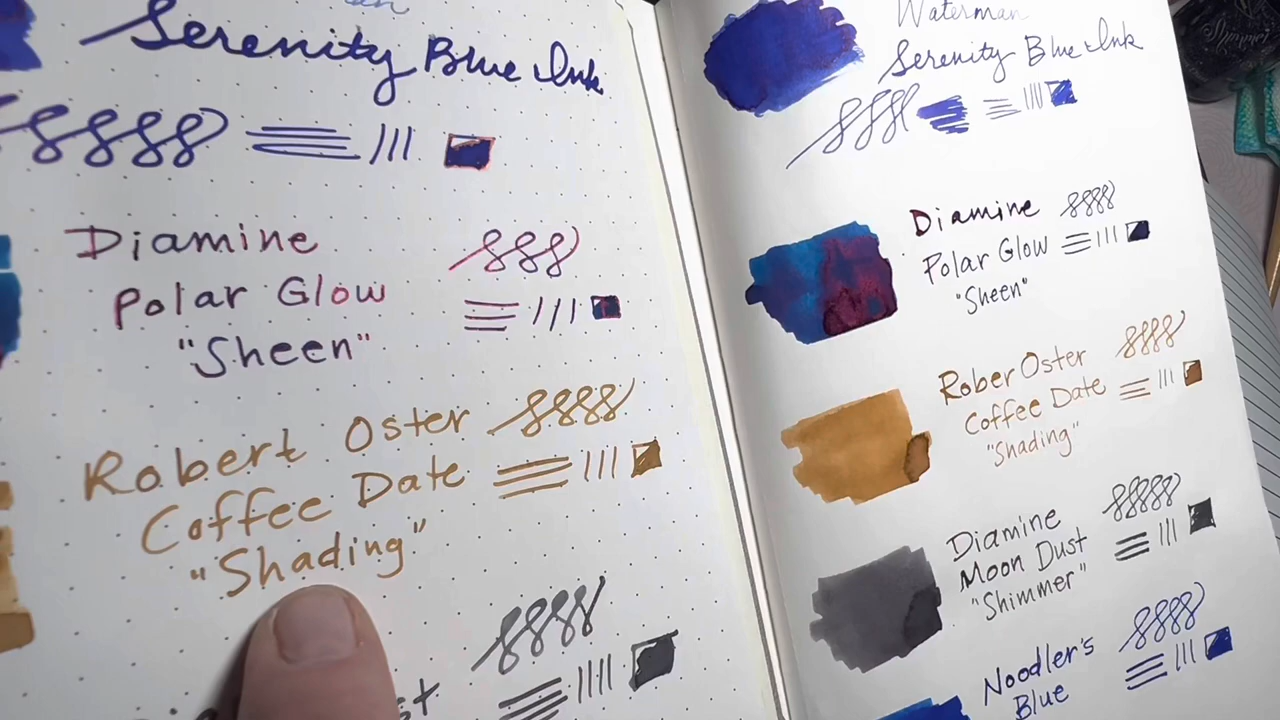 Serenity Blue Ink
Diamine
Polar Glow
"Sheen"
Robert Oster
Coffee Date
"Shading"
Waterman
Serenity Blue Ink
Diamine
Polar Glow
"Sheen"
Rober Oster
Coffee Date
"Shading"
Diamine
Moon Dust
"Shimmer"
Noodler's
Blue